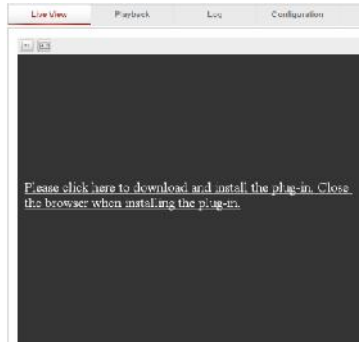 Live View Playback Log Configuration
Please click here to download and install the plug-in. Close
the browser when installing the plug-in.